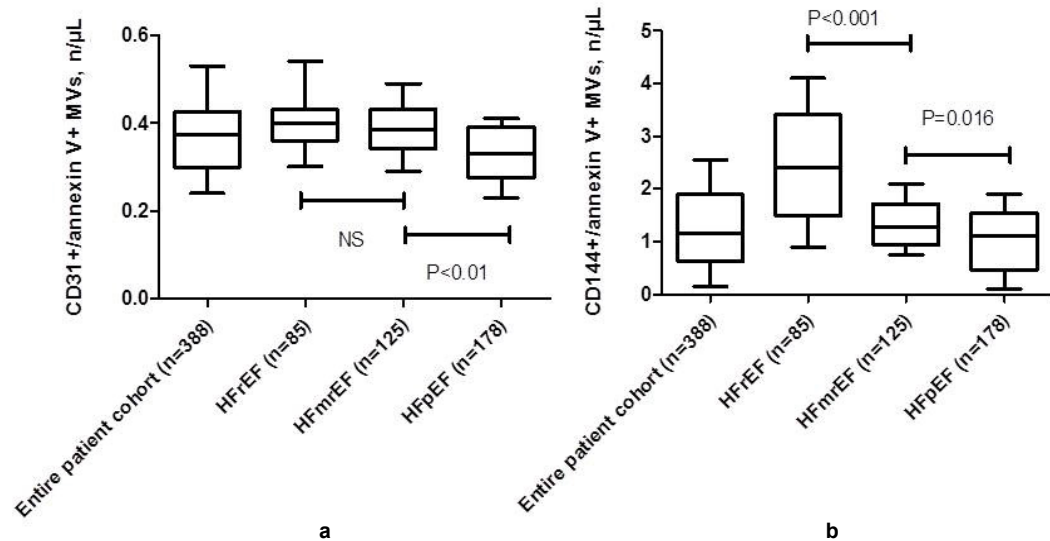 CD31+/annexin V+ MVs, n/µL
0.6
0.4
0.2
0.0
NS
P<0.01
Entire patient cohort (n=388)
HFrEF (n=85)
HFmrEF (n=125)
HFpEF (n=178)
a
CD144+/annexin V+ MVs, n/µL
5
4
3
2
1
0
P<0.001
P=0.016
Entire patient cohort (n=388)
HFrEF (n=85)
HFmrEF (n=125)
HFpEF (n=178)
b